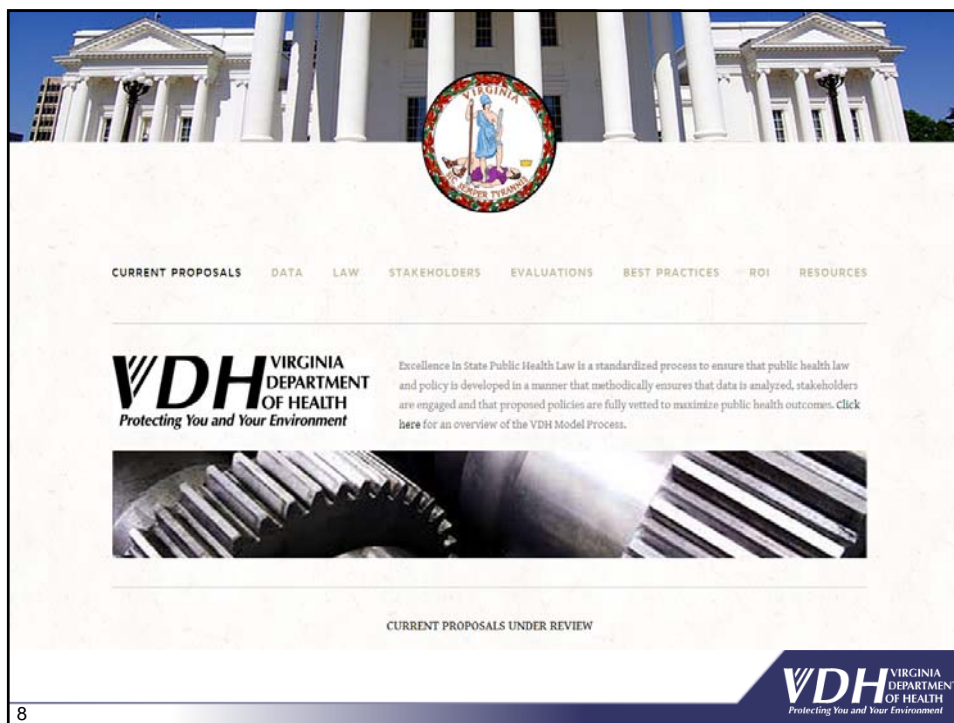 VIRGINIA
SIC SEMPER TYRANNIS
CURRENT PROPOSALS DATA LAW STAKEHOLDERS EVALUATIONS BEST PRACTICES ROI RESOURCES
VDH VIRGINIA
DEPARTMENT
OF HEALTH
Protecting You and Your Environment
Excellence in State Public Health Law is a standardized process to ensure that public health law
and policy is developed in a manner that methodically ensures that data is analyzed, stakeholders
are engaged and that proposed policies are fully vetted to maximize public health outcomes. Click
here for an overview of the VDH Model Process.
CURRENT PROPOSALS UNDER REVIEW
VDH VIRGINIA
DEPARTMENT
OF HEALTH
Protecting You and Your Environment
8